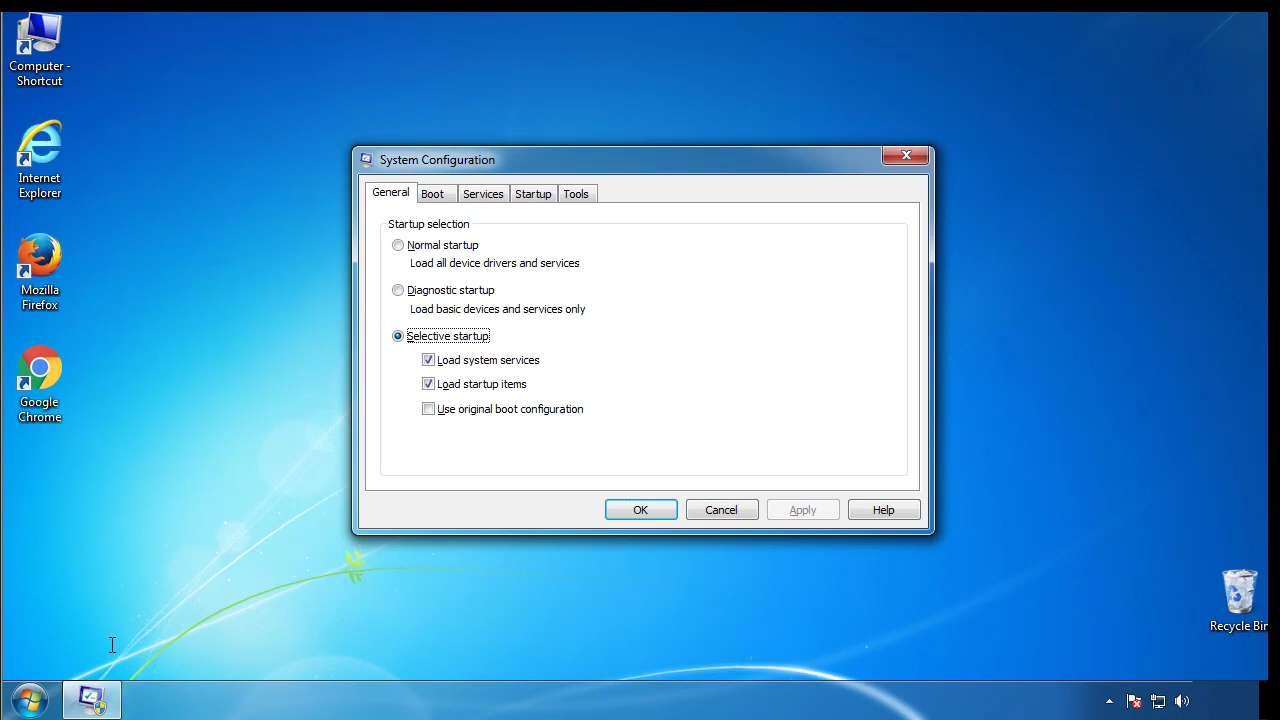 Computer -
Shortcut
Internet
Explorer
Mozilla
Firefox
Google
Chrome
System Configuration
General
Boot
Services
Startup
Tools
Startup selection
Normal startup
Load all device drivers and services
Diagnostic startup
Load basic devices and services only
Selective startup
Load system services
Load startup items
Use original boot configuration
OK
Cancel
Apply
Help
Recycle Bin